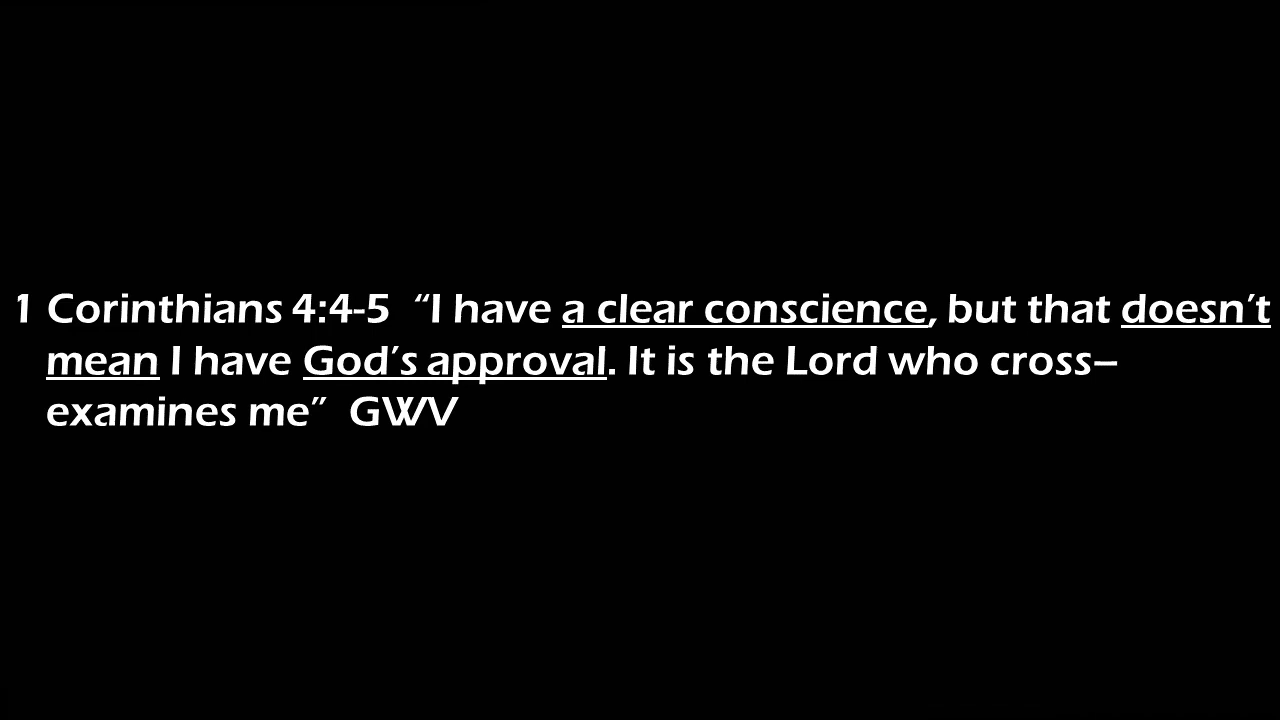 1 Corinthians 4:4-5  “I have a clear conscience, but that doesn’t
mean I have God’s approval. It is the Lord who cross–
examines me”  GWV